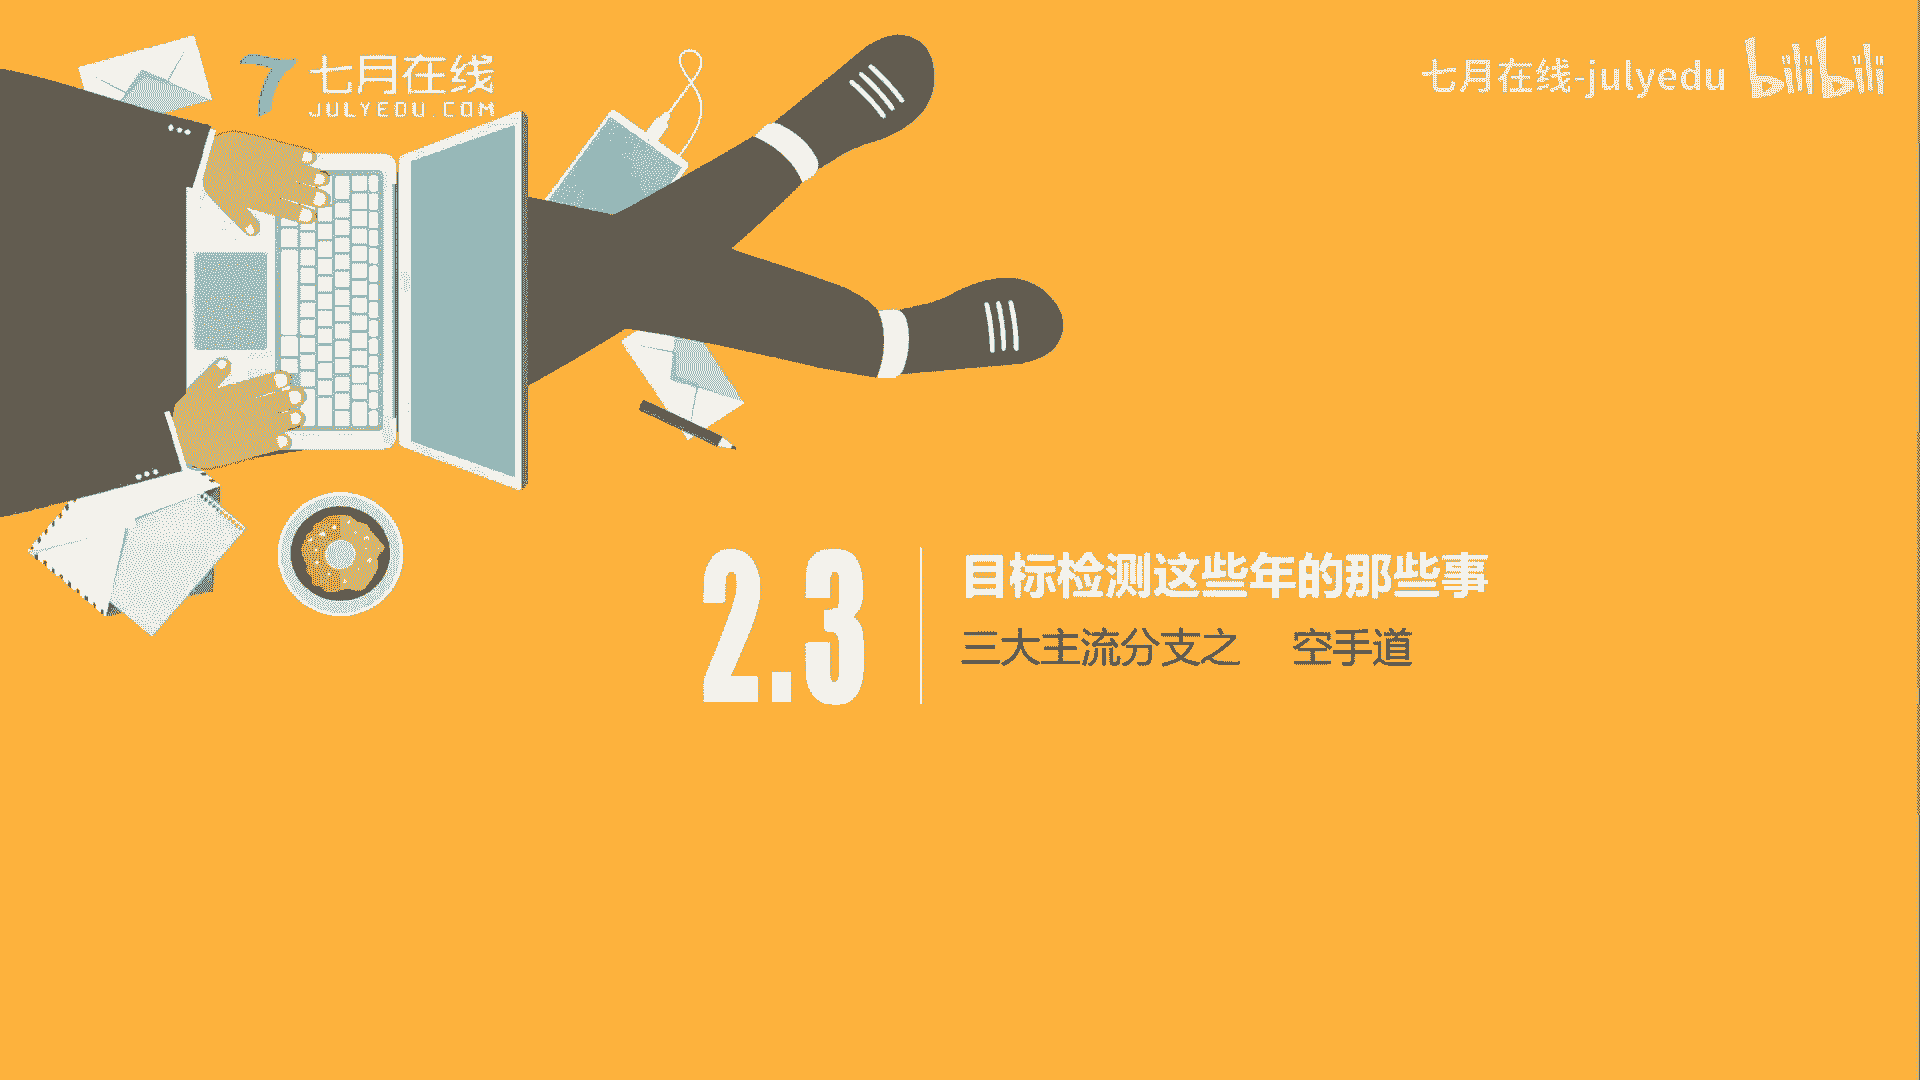 七月在线
JULYEDU.COM
七月在线-julyedu bilibili
2.3
目标检测这些年的那些事
三大主流分支之 空手道